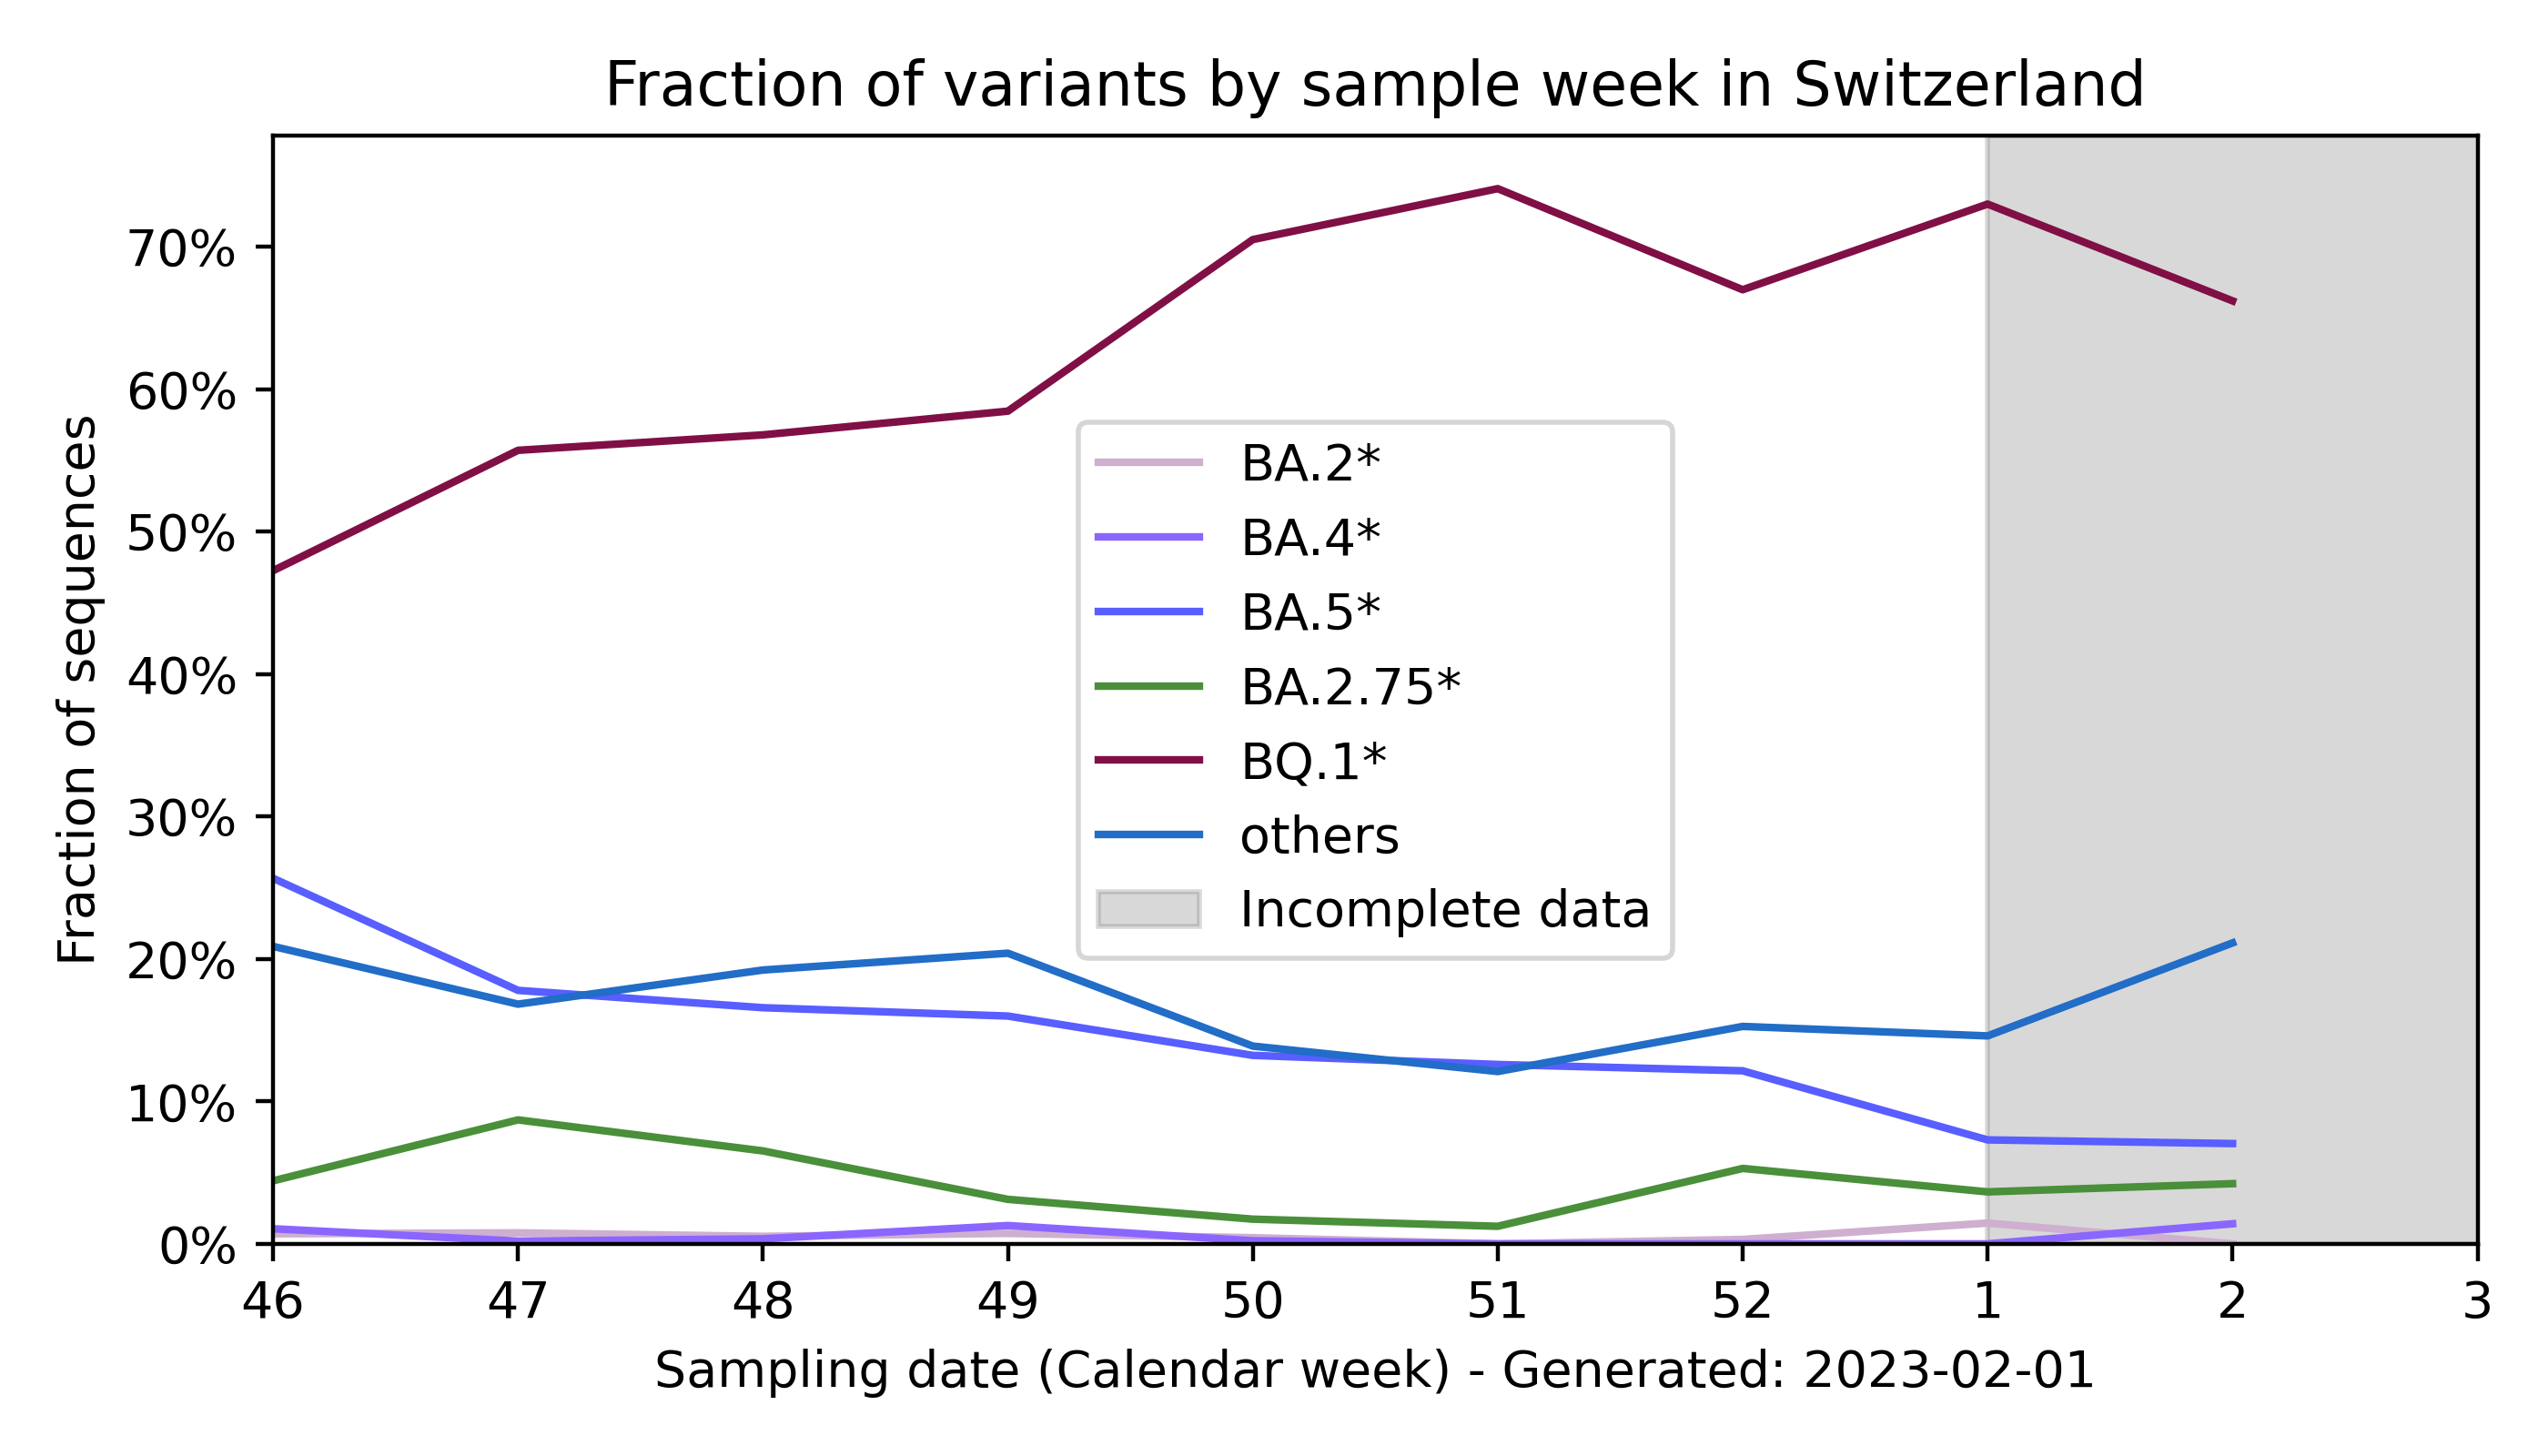 Fraction of variants by sample week in Switzerland
Fraction of sequences
70%
60%
50%
40%
30%
20%
10%
0%
BA.2*
BA.4*
BA.5*
BA.2.75*
BQ.1*
others
Incomplete data
46 47 48 49 50 51 52 1 2 3
Sampling date (Calendar week) - Generated: 2023-02-01